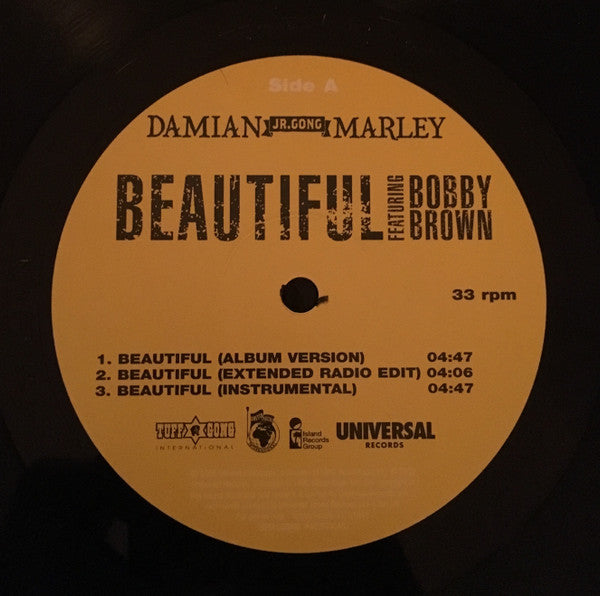 Side A
DAMIAN JR.GONG MARLEY
BEAUTIFUL FEATURING BOBBY BROWN
33 rpm
1. BEAUTIFUL (ALBUM VERSION) 04:47
2. BEAUTIFUL (EXTENDED RADIO EDIT) 04:06
3. BEAUTIFUL (INSTRUMENTAL) 04:47
TUFF GONG
INTERNATIONAL
Island
Records
Group
UNIVERSAL
RECORDS